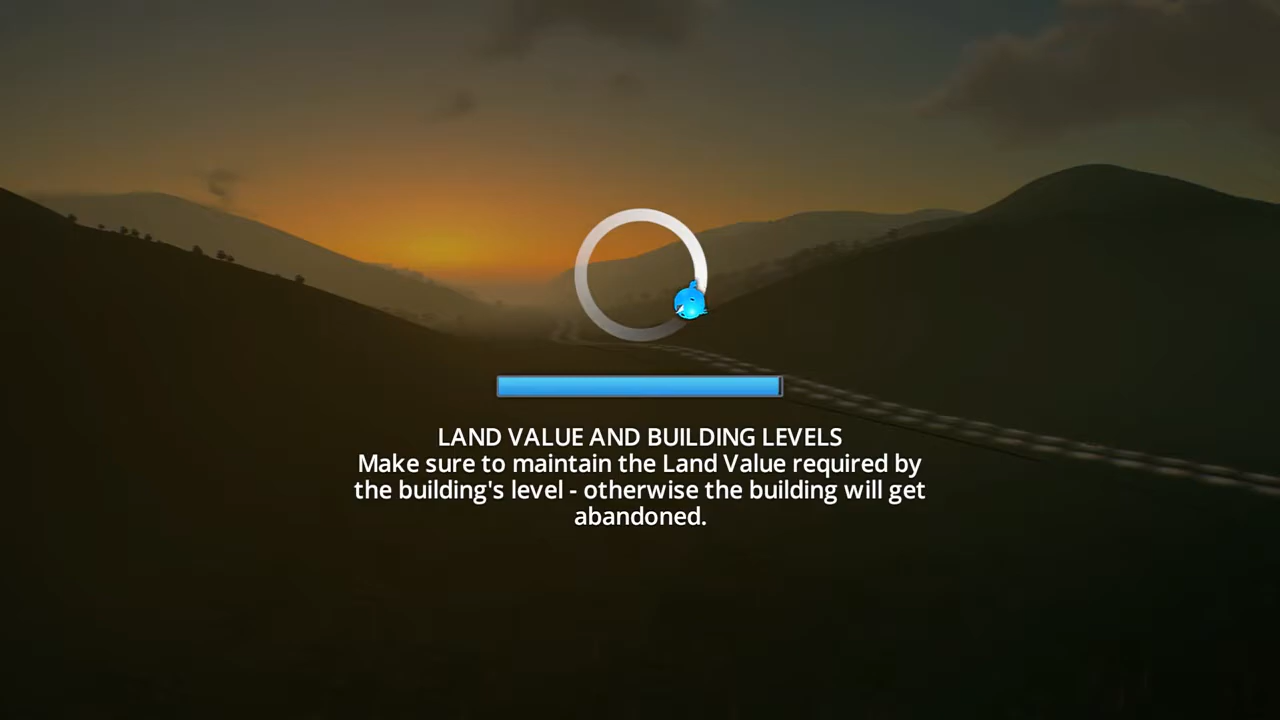 LAND VALUE AND BUILDING LEVELS
Make sure to maintain the Land Value required by
the building's level - otherwise the building will get
abandoned.